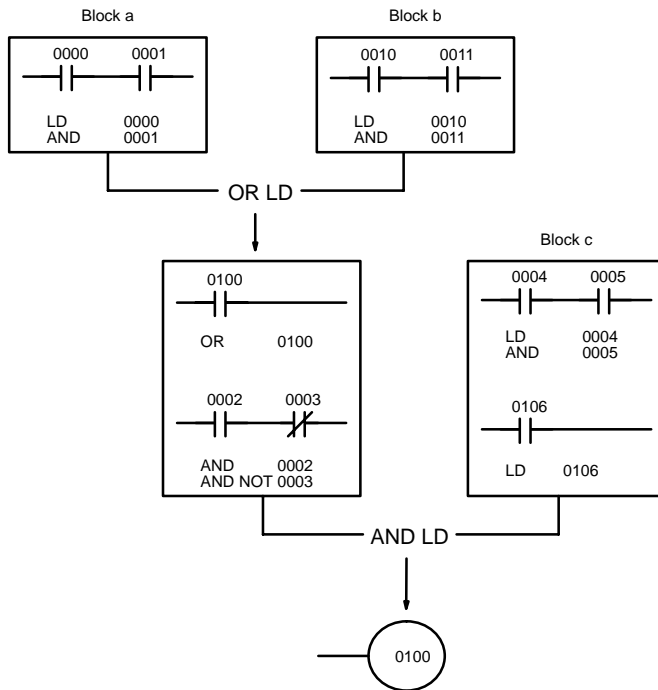 Block a
Block b
0000 0001
LD 0000
AND 0001
0010 0011
LD 0010
AND 0011
OR LD
0100
OR 0100
0002 0003
AND 0002
AND NOT 0003
Block c
0004 0005
LD 0004
AND 0005
0106
LD 0106
AND LD
0100